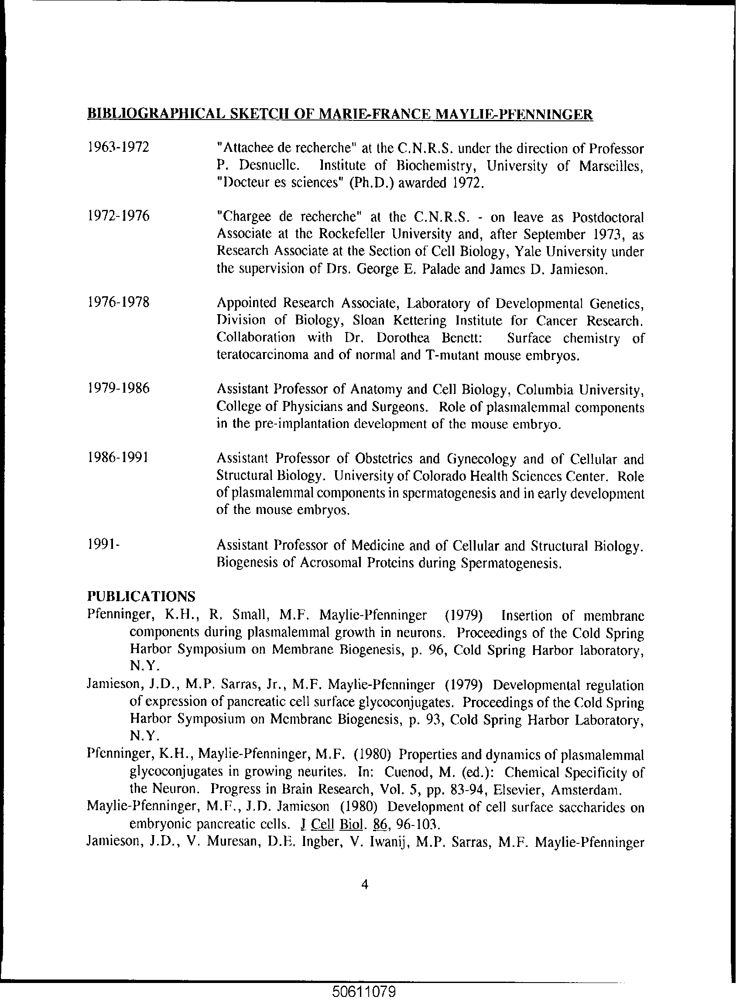 BIBLIOGRAPHICAL SKETCH OF MARIE-FRANCE MAYLIE-PFENNINGER
1963-1972 "Attachee de recherche" at the C.N.R.S. under the direction of Professor
P. Desnuelle. Institute of Biochemistry, University of Marseilles,
"Docteur es sciences" (Ph.D.) awarded 1972.
1972-1976 "Chargee de recherche" at the C.N.R.S. - on leave as Postdoctoral
Associate at the Rockefeller University and, after September 1973, as
Research Associate at the Section of Cell Biology, Yale University under
the supervision of Drs. George E. Palade and James D. Jamieson.
1976-1978 Appointed Research Associate, Laboratory of Developmental Genetics,
Division of Biology, Sloan Kettering Institute for Cancer Research.
Collaboration with Dr. Dorothea Benett: Surface chemistry of
teratocarcinoma and of normal and T-mutant mouse embryos.
1979-1986 Assistant Professor of Anatomy and Cell Biology, Columbia University,
College of Physicians and Surgeons. Role of plasmalemmal components
in the pre-implantation development of the mouse embryo.
1986-1991 Assistant Professor of Obstetrics and Gynecology and of Cellular and
Structural Biology. University of Colorado Health Sciences Center. Role
of plasmalemmal components in spermatogenesis and in early development
of the mouse embryos.
1991- Assistant Professor of Medicine and of Cellular and Structural Biology.
Biogenesis of Acrosomal Proteins during Spermatogenesis.
PUBLICATIONS
Pfenninger, K.H., R. Small, M.F. Maylie-Pfenninger (1979) Insertion of membrane
components during plasmalemmal growth in neurons. Proceedings of the Cold Spring
Harbor Symposium on Membrane Biogenesis, p. 96, Cold Spring Harbor laboratory,
N.Y.
Jamieson, J.D., M.P. Sarras, Jr., M.F. Maylie-Pfenninger (1979) Developmental regulation
of expression of pancreatic cell surface glycoconjugates. Proceedings of the Cold Spring
Harbor Symposium on Membrane Biogenesis, p. 93, Cold Spring Harbor Laboratory,
N.Y.
Pfenninger, K.H., Maylie-Pfenninger, M.F. (1980) Properties and dynamics of plasmalemmal
glycoconjugates in growing neurites. In: Cuenod, M. (ed.): Chemical Specificity of
the Neuron. Progress in Brain Research, Vol. 5, pp. 83-94, Elsevier, Amsterdam.
Maylie-Pfenninger, M.F., J.D. Jamieson (1980) Development of cell surface saccharides on
embryonic pancreatic cells. J Cell Biol. 86, 96-103.
Jamieson, J.D., V. Muresan, D.E. Ingber, V. Iwanij, M.P. Sarras, M.F. Maylie-Pfenninger
4
50611079